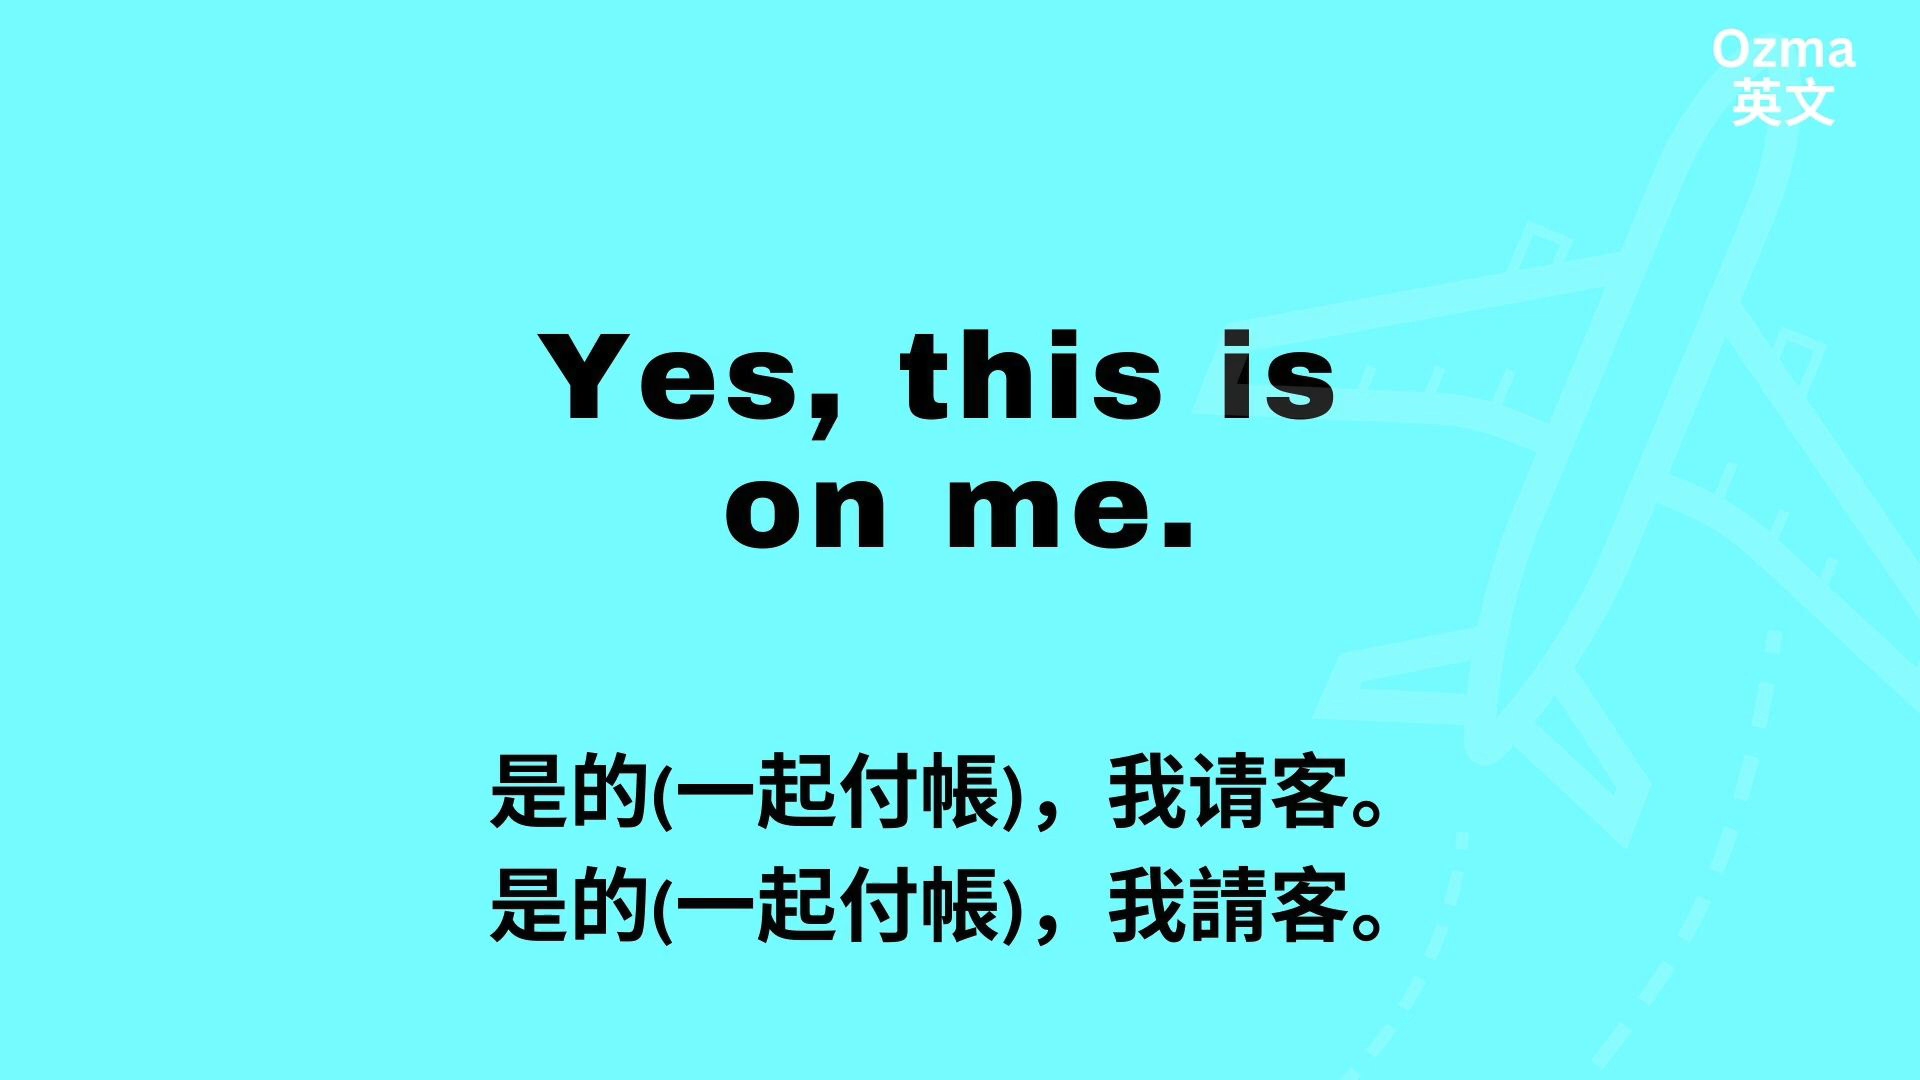 Ozma
英文
Yes, this is
on me.
是的(一起付帳)，我请客。
是的(一起付帳)，我請客。